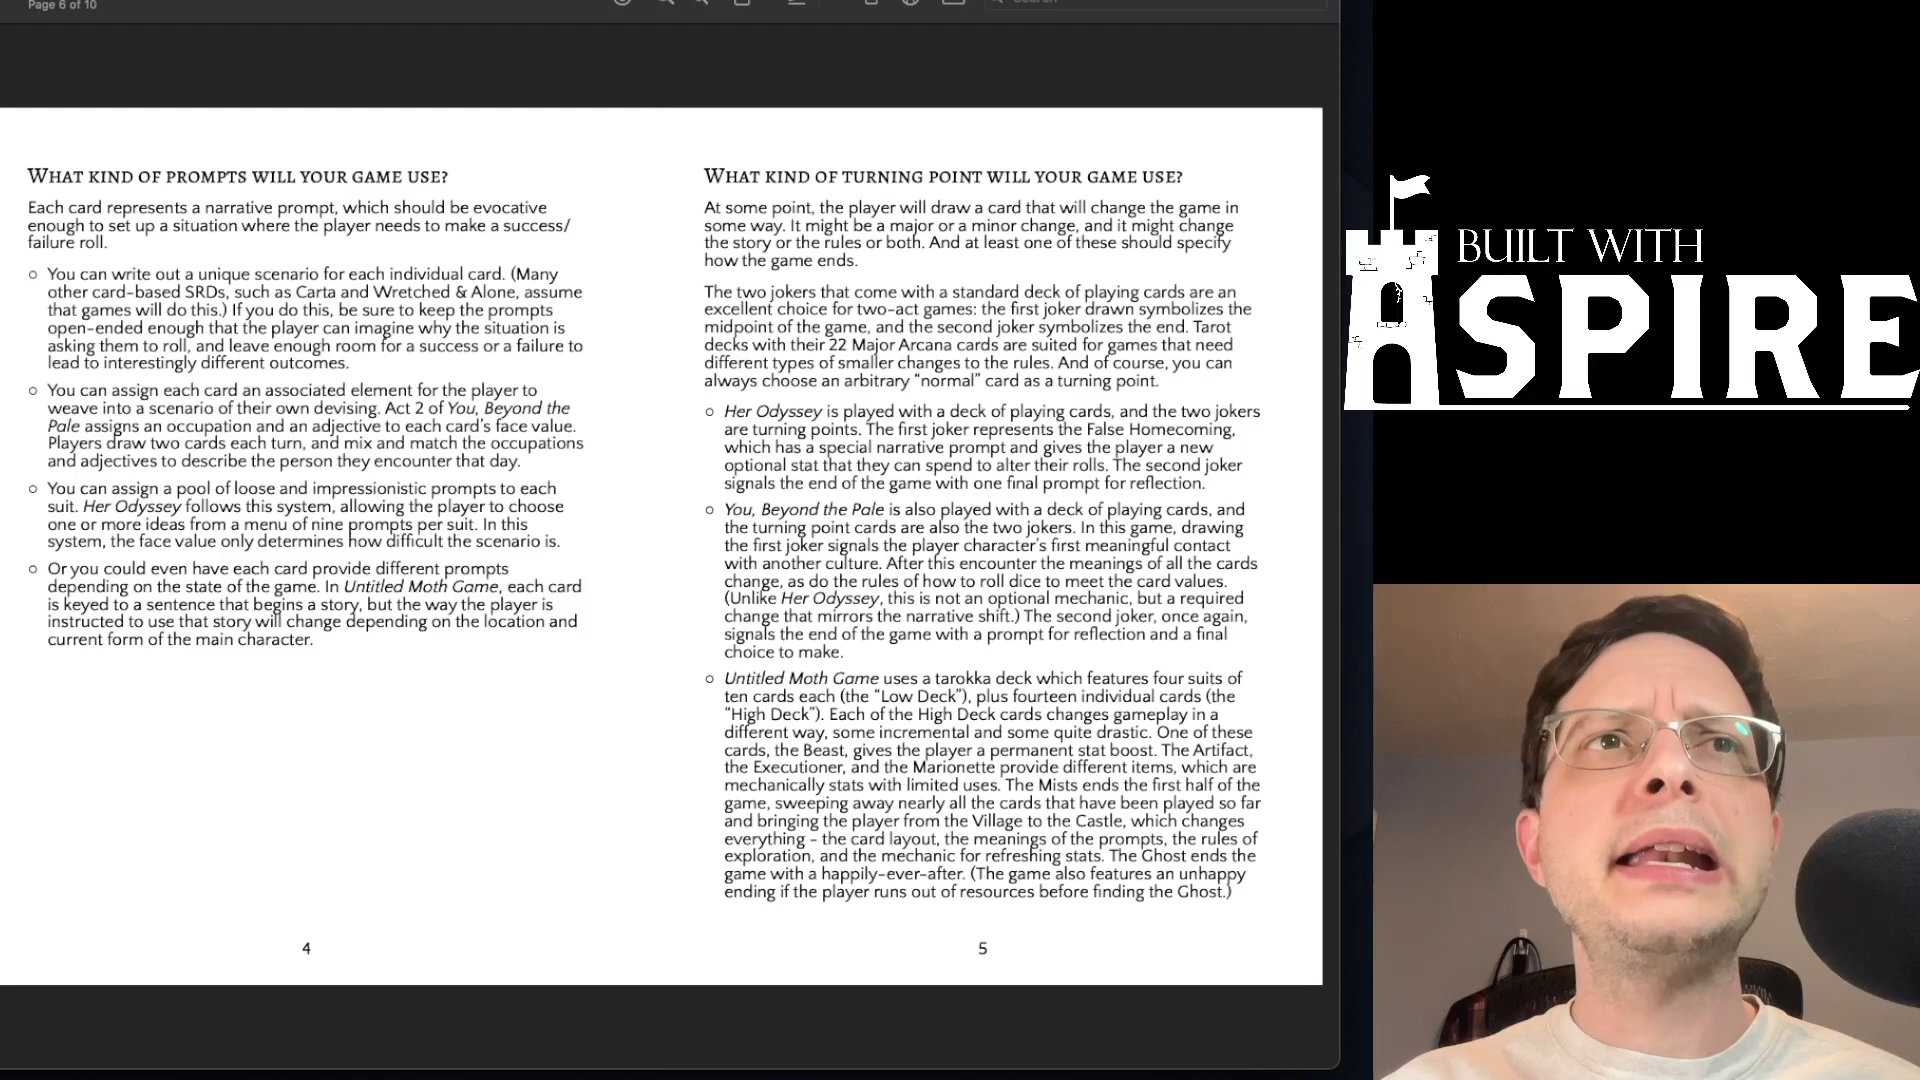 Page 6 of 10
Search
WHAT KIND OF PROMPTS WILL YOUR GAME USE?
Each card represents a narrative prompt, which should be evocative
enough to set up a situation where the player needs to make a success/
failure roll.
○ You can write out a unique scenario for each individual card. (Many
other card-based SRDs, such as Carta and Wretched & Alone, assume
that games will do this.) If you do this, be sure to keep the prompts
open-ended enough that the player can imagine why the situation is
asking them to roll, and leave enough room for a success or a failure to
lead to interestingly different outcomes.
○ You can assign each card an associated element for the player to
weave into a scenario of their own devising. Act 2 of You, Beyond the
Pale assigns an occupation and an adjective to each card's face value.
Players draw two cards each turn, and mix and match the occupations
and adjectives to describe the person they encounter that day.
○ You can assign a pool of loose and impressionistic prompts to each
suit. Her Odyssey follows this system, allowing the player to choose
one or more ideas from a menu of nine prompts per suit. In this
system, the face value only determines how difficult the scenario is.
○ Or you could even have each card provide different prompts
depending on the state of the game. In Untitled Moth Game, each card
is keyed to a sentence that begins a story, but the way the player is
instructed to use that story will change depending on the location and
current form of the main character.
4
WHAT KIND OF TURNING POINT WILL YOUR GAME USE?
At some point, the player will draw a card that will change the game in
some way. It might be a major or a minor change, and it might change
the story or the rules or both. And at least one of these should specify
how the game ends.
The two jokers that come with a standard deck of playing cards are an
excellent choice for two-act games: the first joker drawn symbolizes the
midpoint of the game, and the second joker symbolizes the end. Tarot
decks with their 22 Major Arcana cards are suited for games that need
different types of smaller changes to the rules. And of course, you can
always choose an arbitrary “normal” card as a turning point.
○ Her Odyssey is played with a deck of playing cards, and the two jokers
are turning points. The first joker represents the False Homecoming,
which has a special narrative prompt and gives the player a new
optional stat that they can spend to alter their rolls. The second joker
signals the end of the game with one final prompt for reflection.
○ You, Beyond the Pale is also played with a deck of playing cards, and
the turning point cards are also the two jokers. In this game, drawing
the first joker signals the player character's first meaningful contact
with another culture. After this encounter the meanings of all the cards
change, as do the rules of how to roll dice to meet the card values.
(Unlike Her Odyssey, this is not an optional mechanic, but a required
change that mirrors the narrative shift.) The second joker, once again,
signals the end of the game with a prompt for reflection and a final
choice to make.
○ Untitled Moth Game uses a tarokka deck which features four suits of
ten cards each (the “Low Deck”), plus fourteen individual cards (the
“High Deck”). Each of the High Deck cards changes gameplay in a
different way, some incremental and some quite drastic. One of these
cards, the Beast, gives the player a permanent stat boost. The Artifact,
the Executioner, and the Marionette provide different items, which are
mechanically stats with limited uses. The Mists ends the first half of the
game, sweeping away nearly all the cards that have been played so far
and bringing the player from the Village to the Castle, which changes
everything – the card layout, the meanings of the prompts, the rules of
exploration, and the mechanic for refreshing stats. The Ghost ends the
game with a happily-ever-after. (The game also features an unhappy
ending if the player runs out of resources before finding the Ghost.)
5
BUILT WITH
SPIRE